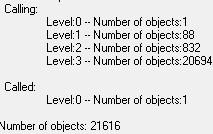 Calling:
Level:0 -- Number of objects:1
Level:1 -- Number of objects:88
Level:2 -- Number of objects:832
Level:3 -- Number of objects:20694
Called:
Level:0 -- Number of objects:1
Number of objects: 21616